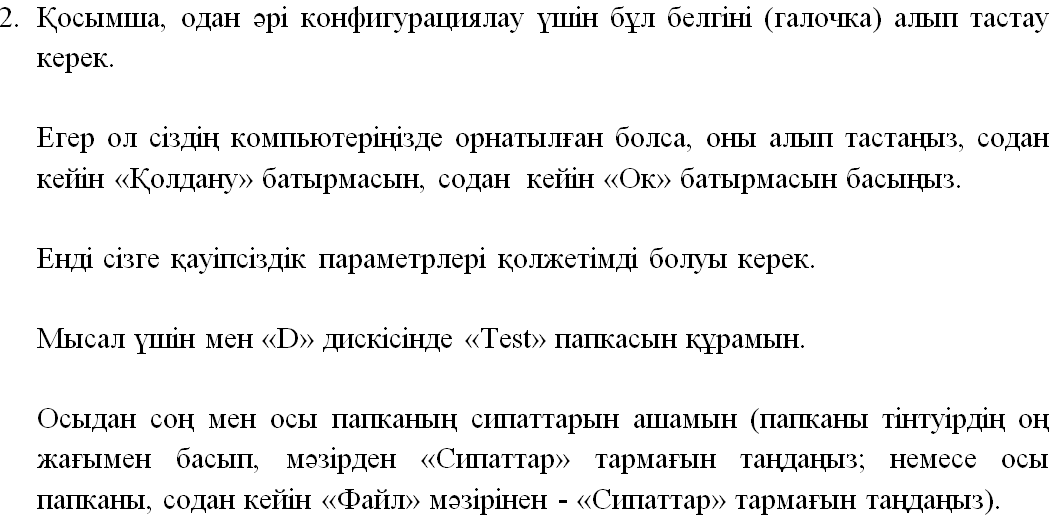 2. Қосымша, одан әрі конфигурациялау үшін бұл белгіні (галочка) алып тастау
керек.
Егер ол сіздің компьютеріңізде орнатылған болса, оны алып тастаңыз, содан
кейін «Қолдану» батырмасын, содан кейін «Ок» батырмасын басыңыз.
Енді сізге қауіпсіздік параметрлері қолжетімді болуы керек.
Мысал үшін мен «D» дискісінде «Test» папкасын құрамын.
Осыдан соң мен осы папканың сипаттарын ашамын (папканы тінтуірдің оң
жағымен басып, мәзірден «Сипаттар» тармағын таңдаңыз; немесе осы
папканы, содан кейін «Файл» мәзірінен - «Сипаттар» тармағын таңдаңыз).